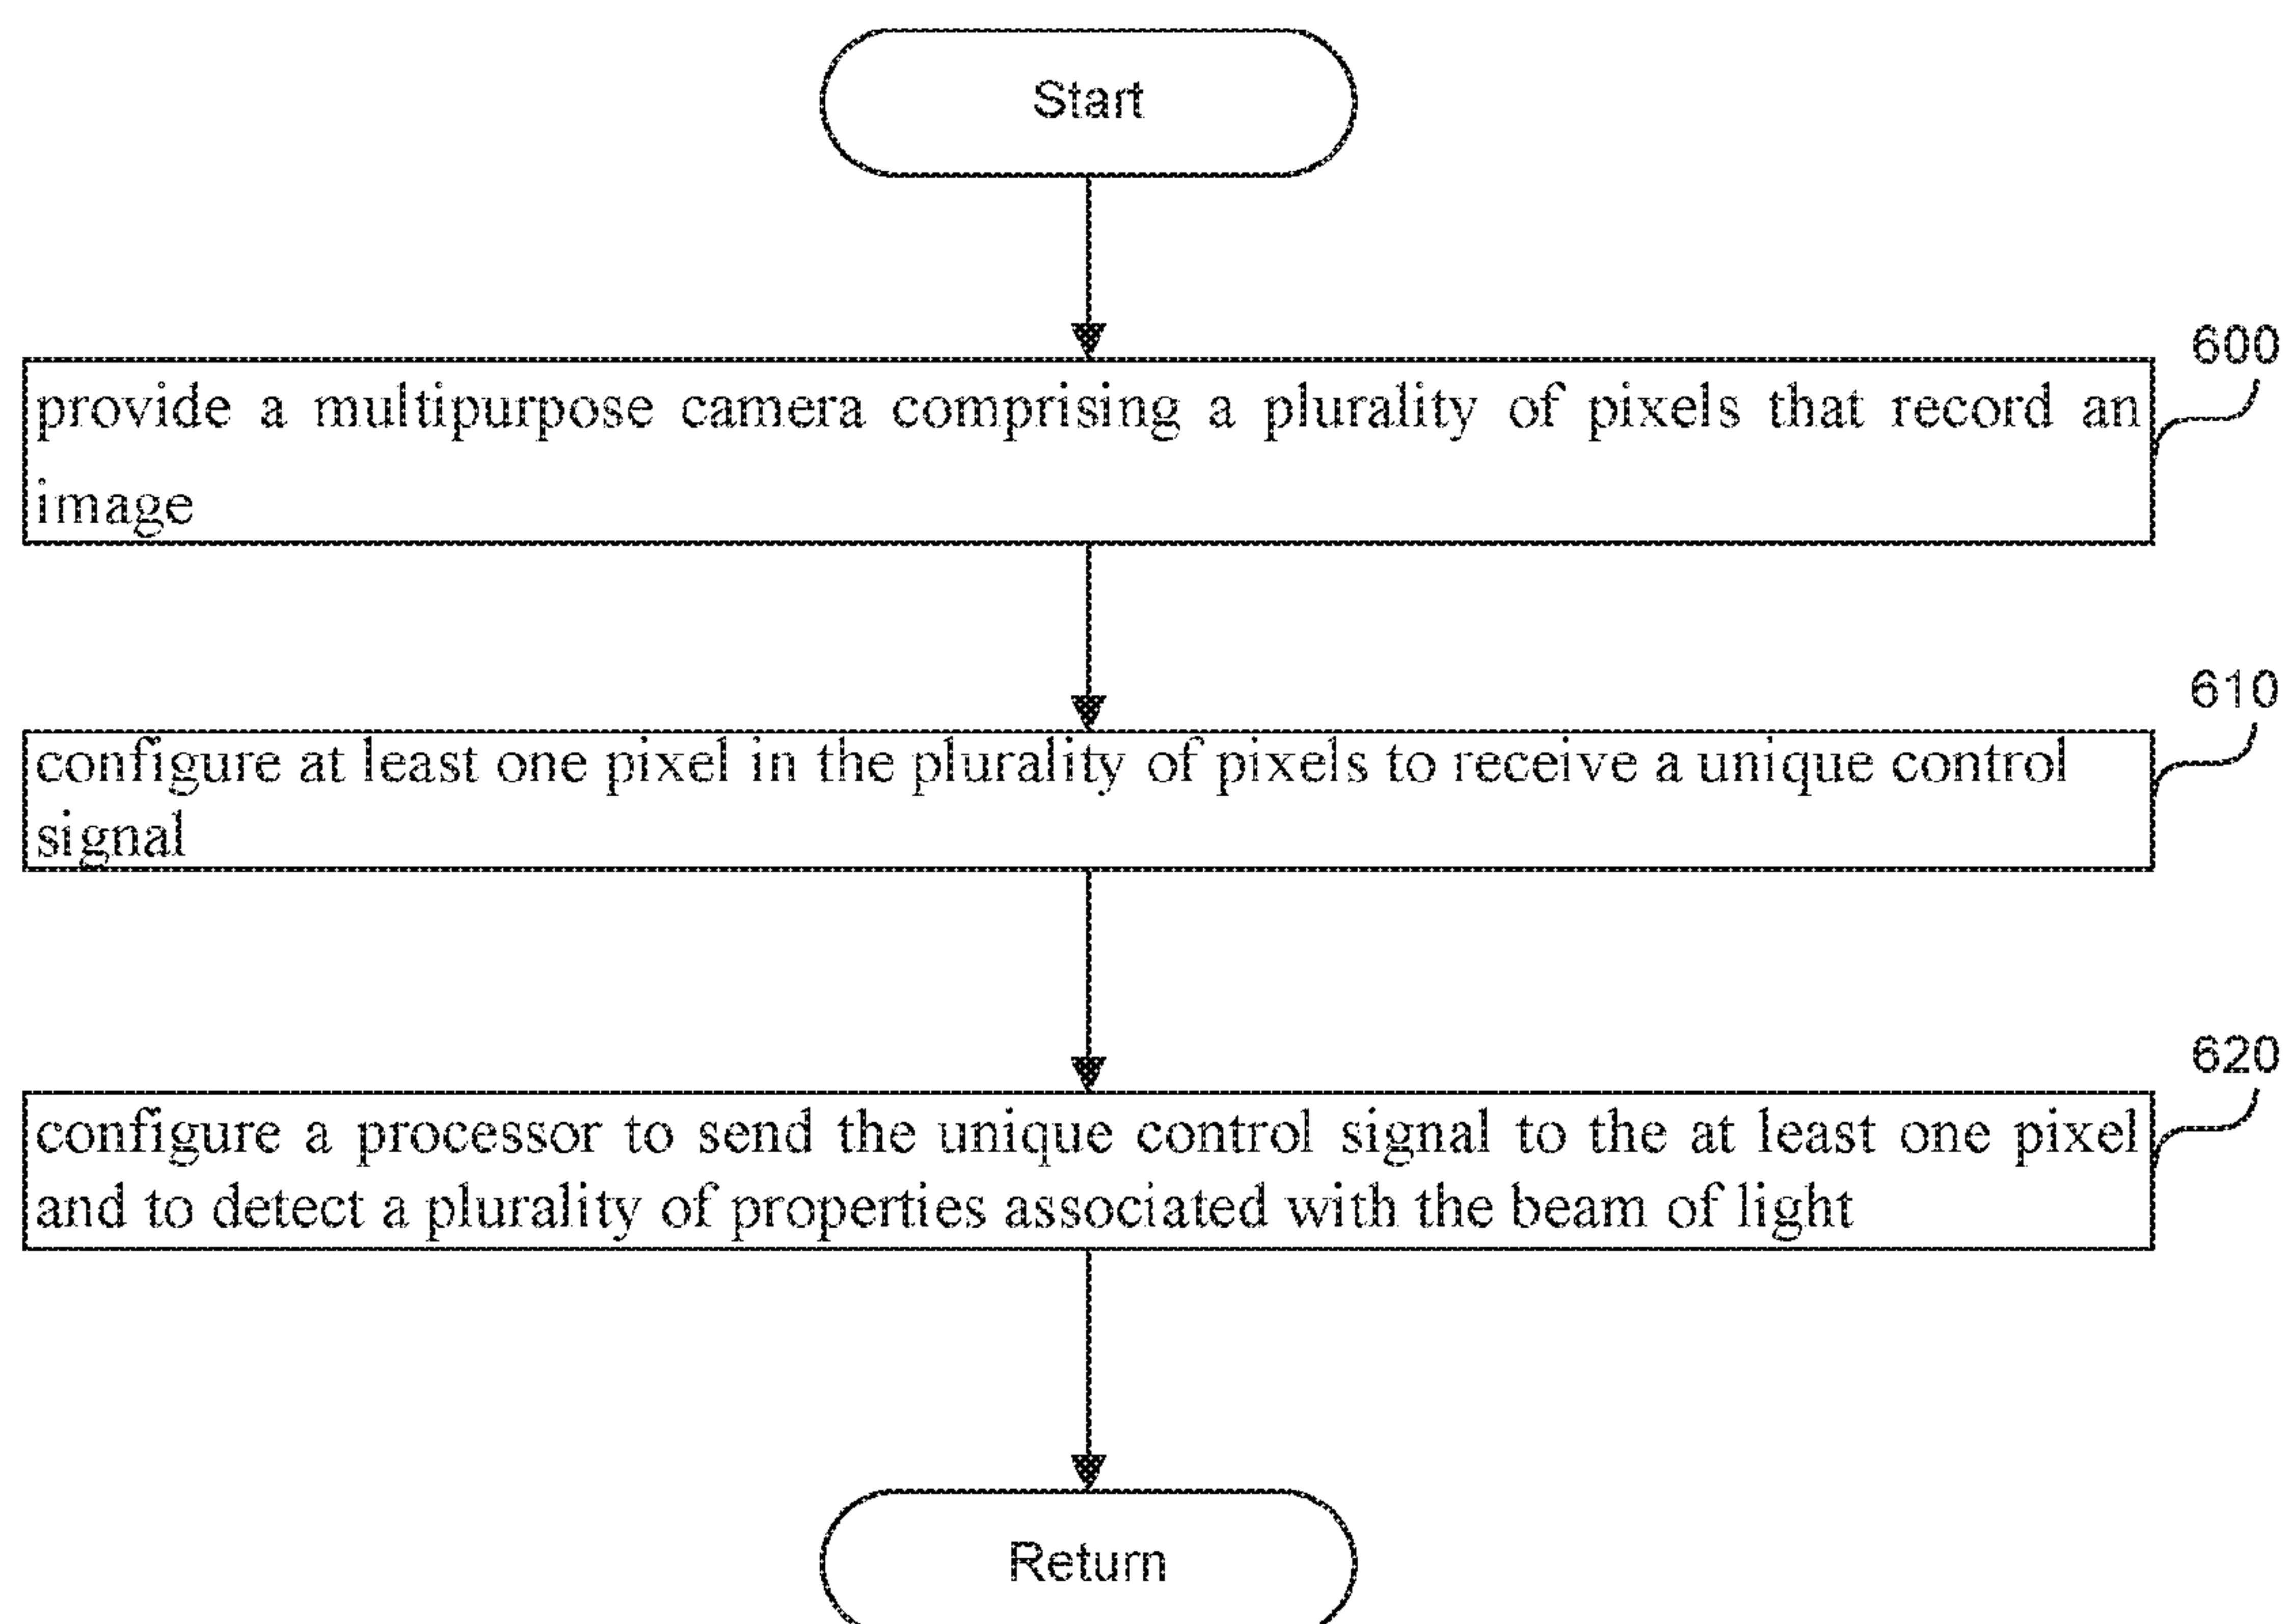 Start
600
provide a multipurpose camera comprising a plurality of pixels that record an
image
610
configure at least one pixel in the plurality of pixels to receive a unique control
signal
620
configure a processor to send the unique control signal to the at least one pixel
and to detect a plurality of properties associated with the beam of light
Return